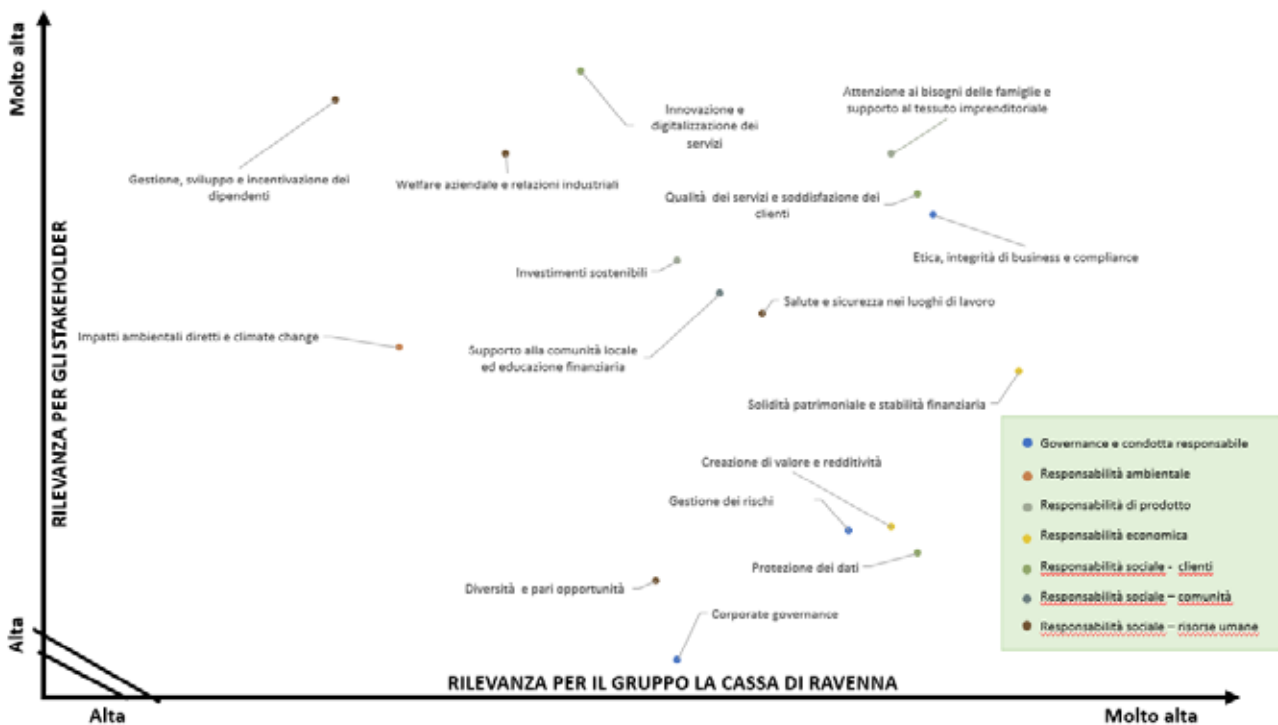 Molto alta
Attenzione ai bisogni delle famiglie e
supporto al tessuto imprenditoriale
Innovazione e
digitalizzazione dei
servizi
Gestione, sviluppo e incentivazione dei
dipendenti
Welfare aziendale e relazioni industriali
Qualità dei servizi e soddisfazione dei
clienti
Etica, integrità di business e compliance
RILEVANZA PER GLI STAKEHOLDER
Investimenti sostenibili
Salute e sicurezza nei luoghi di lavoro
Impatti ambientali diretti e climate change
Supporto alla comunità locale
ed educazione finanziaria
Solidità patrimoniale e stabilità finanziaria
Creazione di valore e redditività
Gestione dei rischi
Protezione dei dati
Diversità e pari opportunità
Corporate governance
Governance e condotta responsabile
Responsabilità ambientale
Responsabilità di prodotto
Responsabilità economica
Responsabilità sociale - clienti
Responsabilità sociale – comunità
Responsabilità sociale – risorse umane
Alta
RILEVANZA PER IL GRUPPO LA CASSA DI RAVENNA
Alta
Molto alta